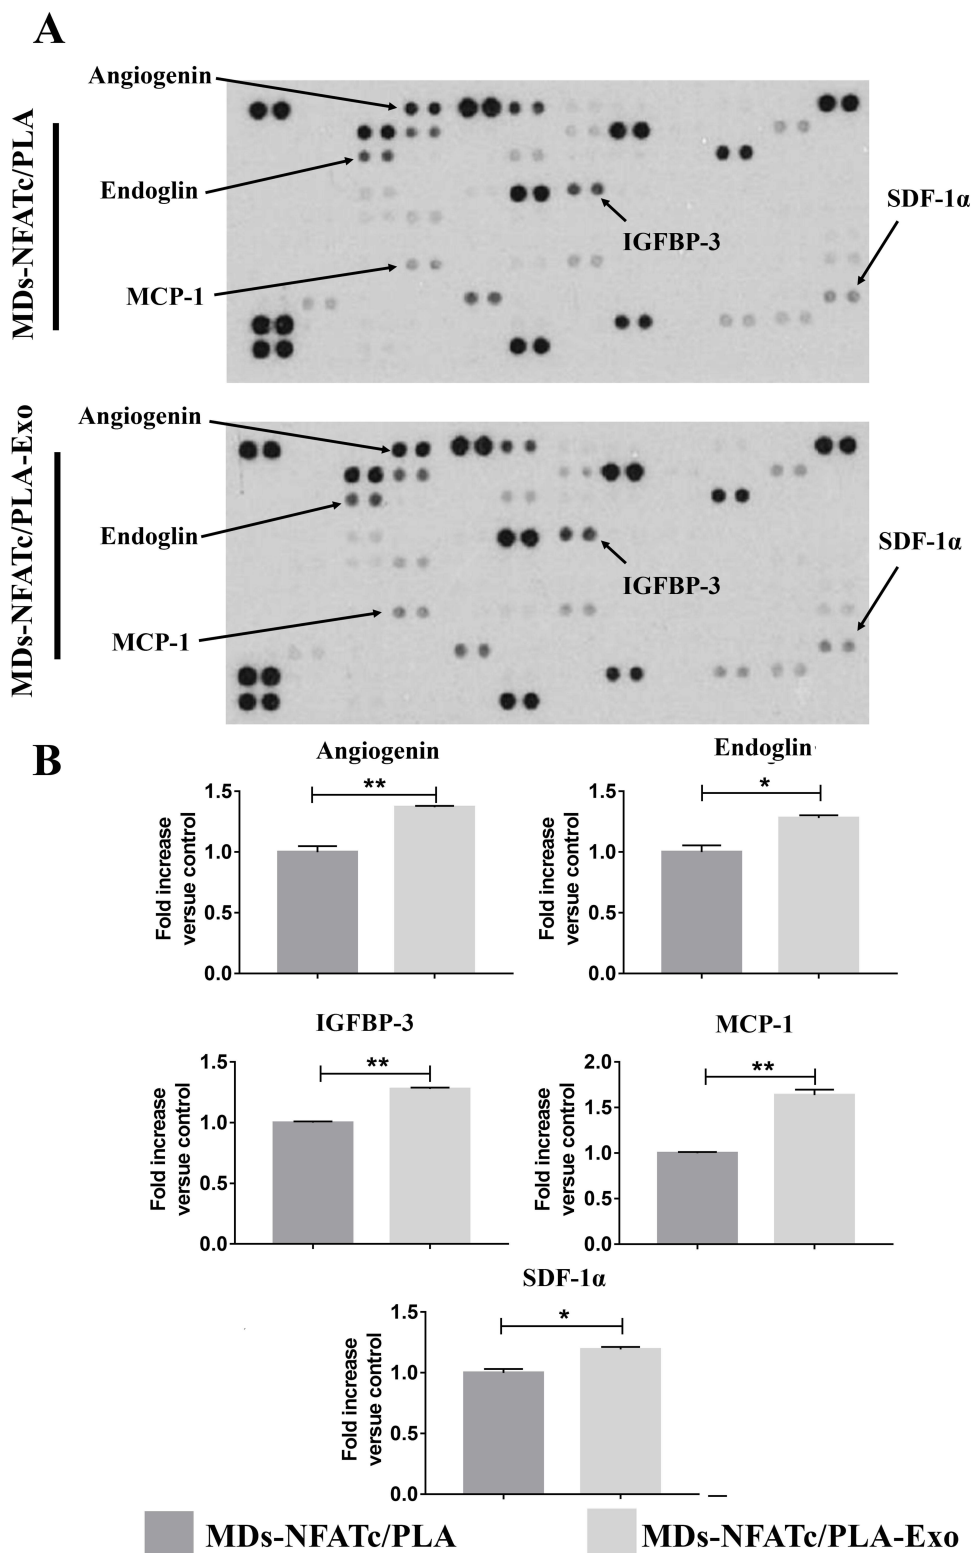 A
MDs-NFATc/PLA
Angiogenin
Endoglin
MCP-1
IGFBP-3
SDF-1α
MDs-NFATc/PLA-Exo
Angiogenin
Endoglin
MCP-1
IGFBP-3
SDF-1α
B
Angiogenin
Fold increase
versue control
1.5
1.0
0.5
0.0
**
Endoglin
Fold increase
versue control
1.5
1.0
0.5
0.0
*
IGFBP-3
Fold increase
versue control
1.5
1.0
0.5
0.0
**
MCP-1
Fold increase
versue control
2.0
1.5
1.0
0.5
0.0
**
SDF-1α
Fold increase
versue control
1.5
1.0
0.5
0.0
*
MDs-NFATc/PLA
MDs-NFATc/PLA-Exo